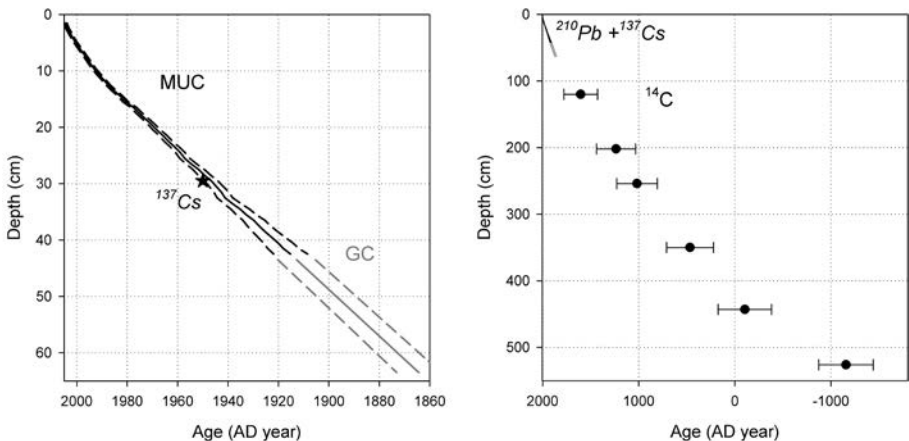 0
10
20
30
40
50
60
Depth (cm)
MUC
137Cs
GC
2000 1980 1960 1940 1920 1900 1880 1860
Age (AD year)
0
100
200
300
400
500
Depth (cm)
210Pb +137Cs
14C
2000 1000 0 -1000
Age (AD year)